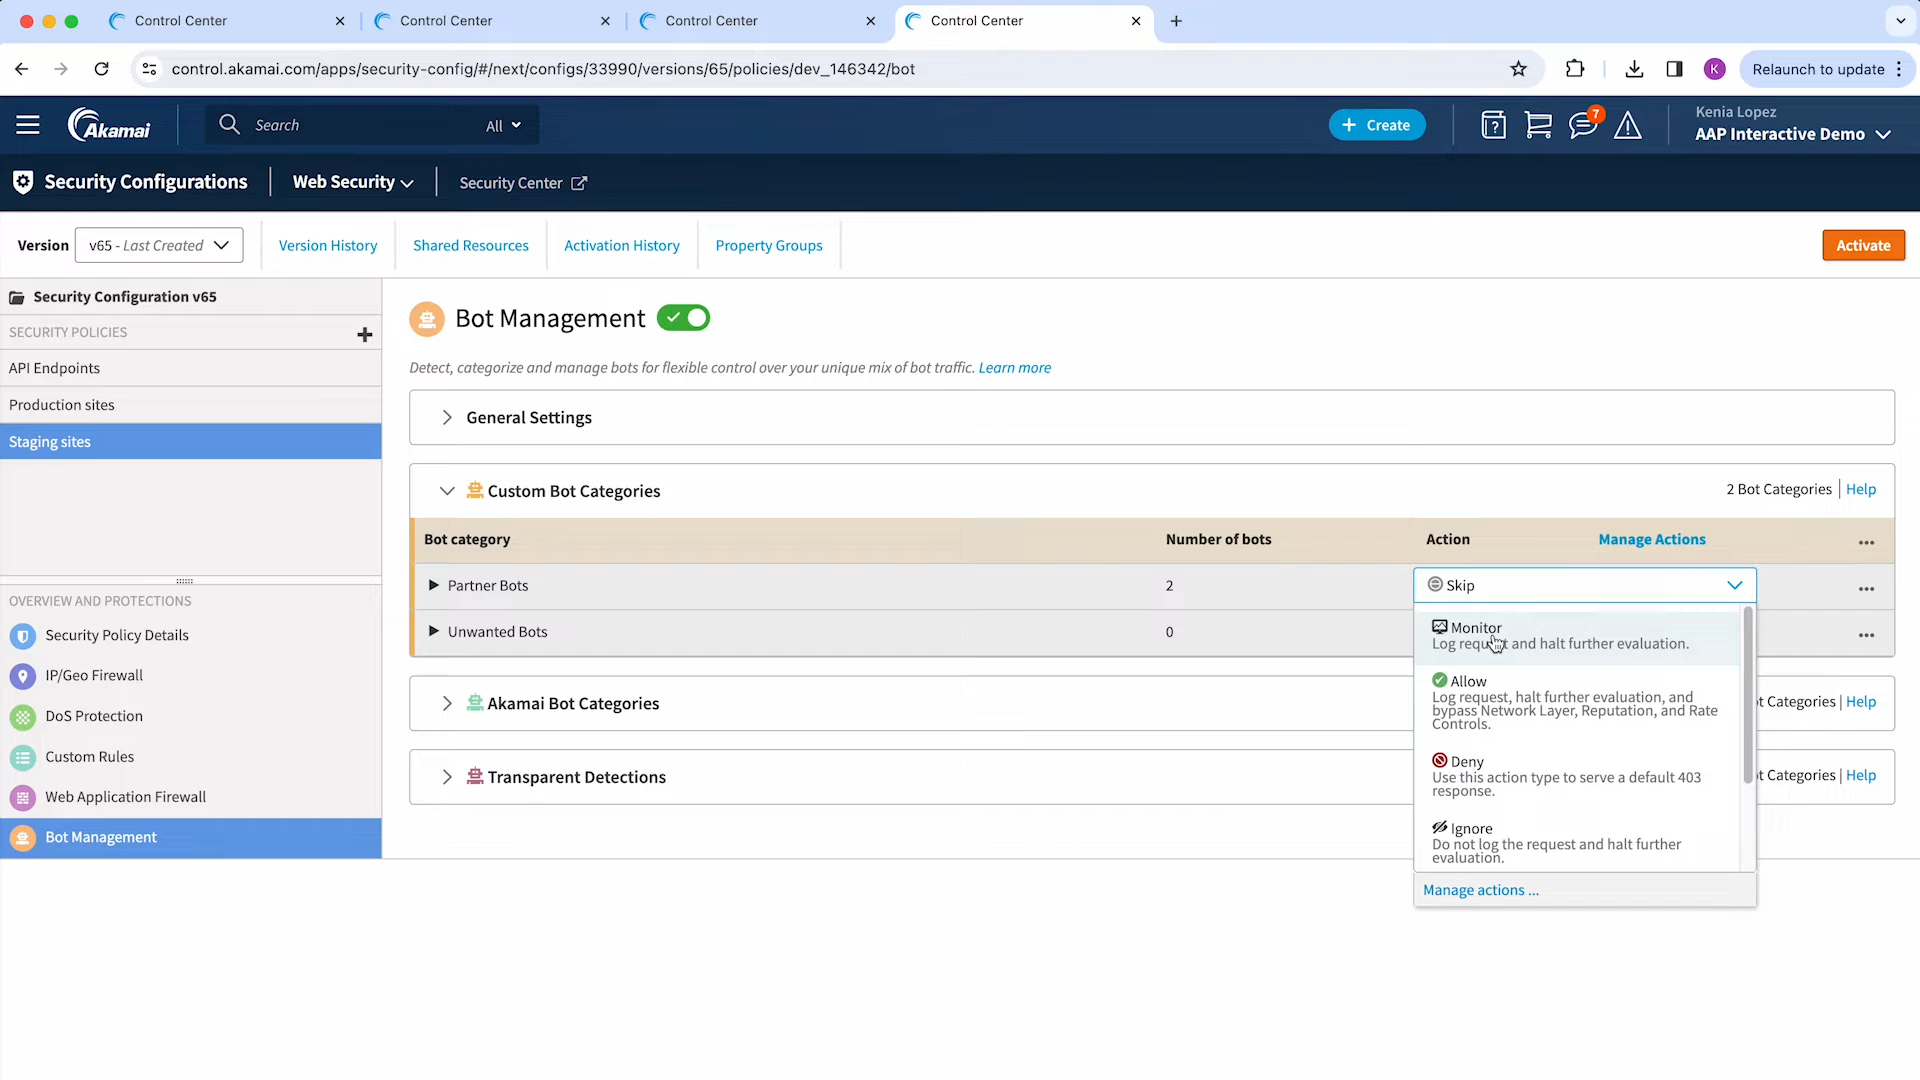 Control Center
Control Center
Control Center
Control Center
control.akamai.com/apps/security-config/#/next/configs/33990/versions/65/policies/dev_146342/bot
K
Relaunch to update
Akamai
Search
All
+ Create
7
Kenia Lopez
AAP Interactive Demo
Security Configurations
Web Security
Security Center
Version
v65 - Last Created
Version History
Shared Resources
Activation History
Property Groups
Activate
Security Configuration v65
SECURITY POLICIES
API Endpoints
Production sites
Staging sites
OVERVIEW AND PROTECTIONS
Security Policy Details
IP/Geo Firewall
DoS Protection
Custom Rules
Web Application Firewall
Bot Management
Bot Management
Detect, categorize and manage bots for flexible control over your unique mix of bot traffic. Learn more
General Settings
Custom Bot Categories
2 Bot Categories | Help
Bot category
Number of bots
Action
Manage Actions
...
Partner Bots
2
Skip
...
Unwanted Bots
0
...
Monitor
Log request and halt further evaluation.
Allow
Log request, halt further evaluation, and
bypass Network Layer, Reputation, and Rate
Controls.
Deny
Use this action type to serve a default 403
response.
Ignore
Do not log the request and halt further
evaluation.
Manage actions ...
Akamai Bot Categories
t Categories | Help
Transparent Detections
t Categories | Help